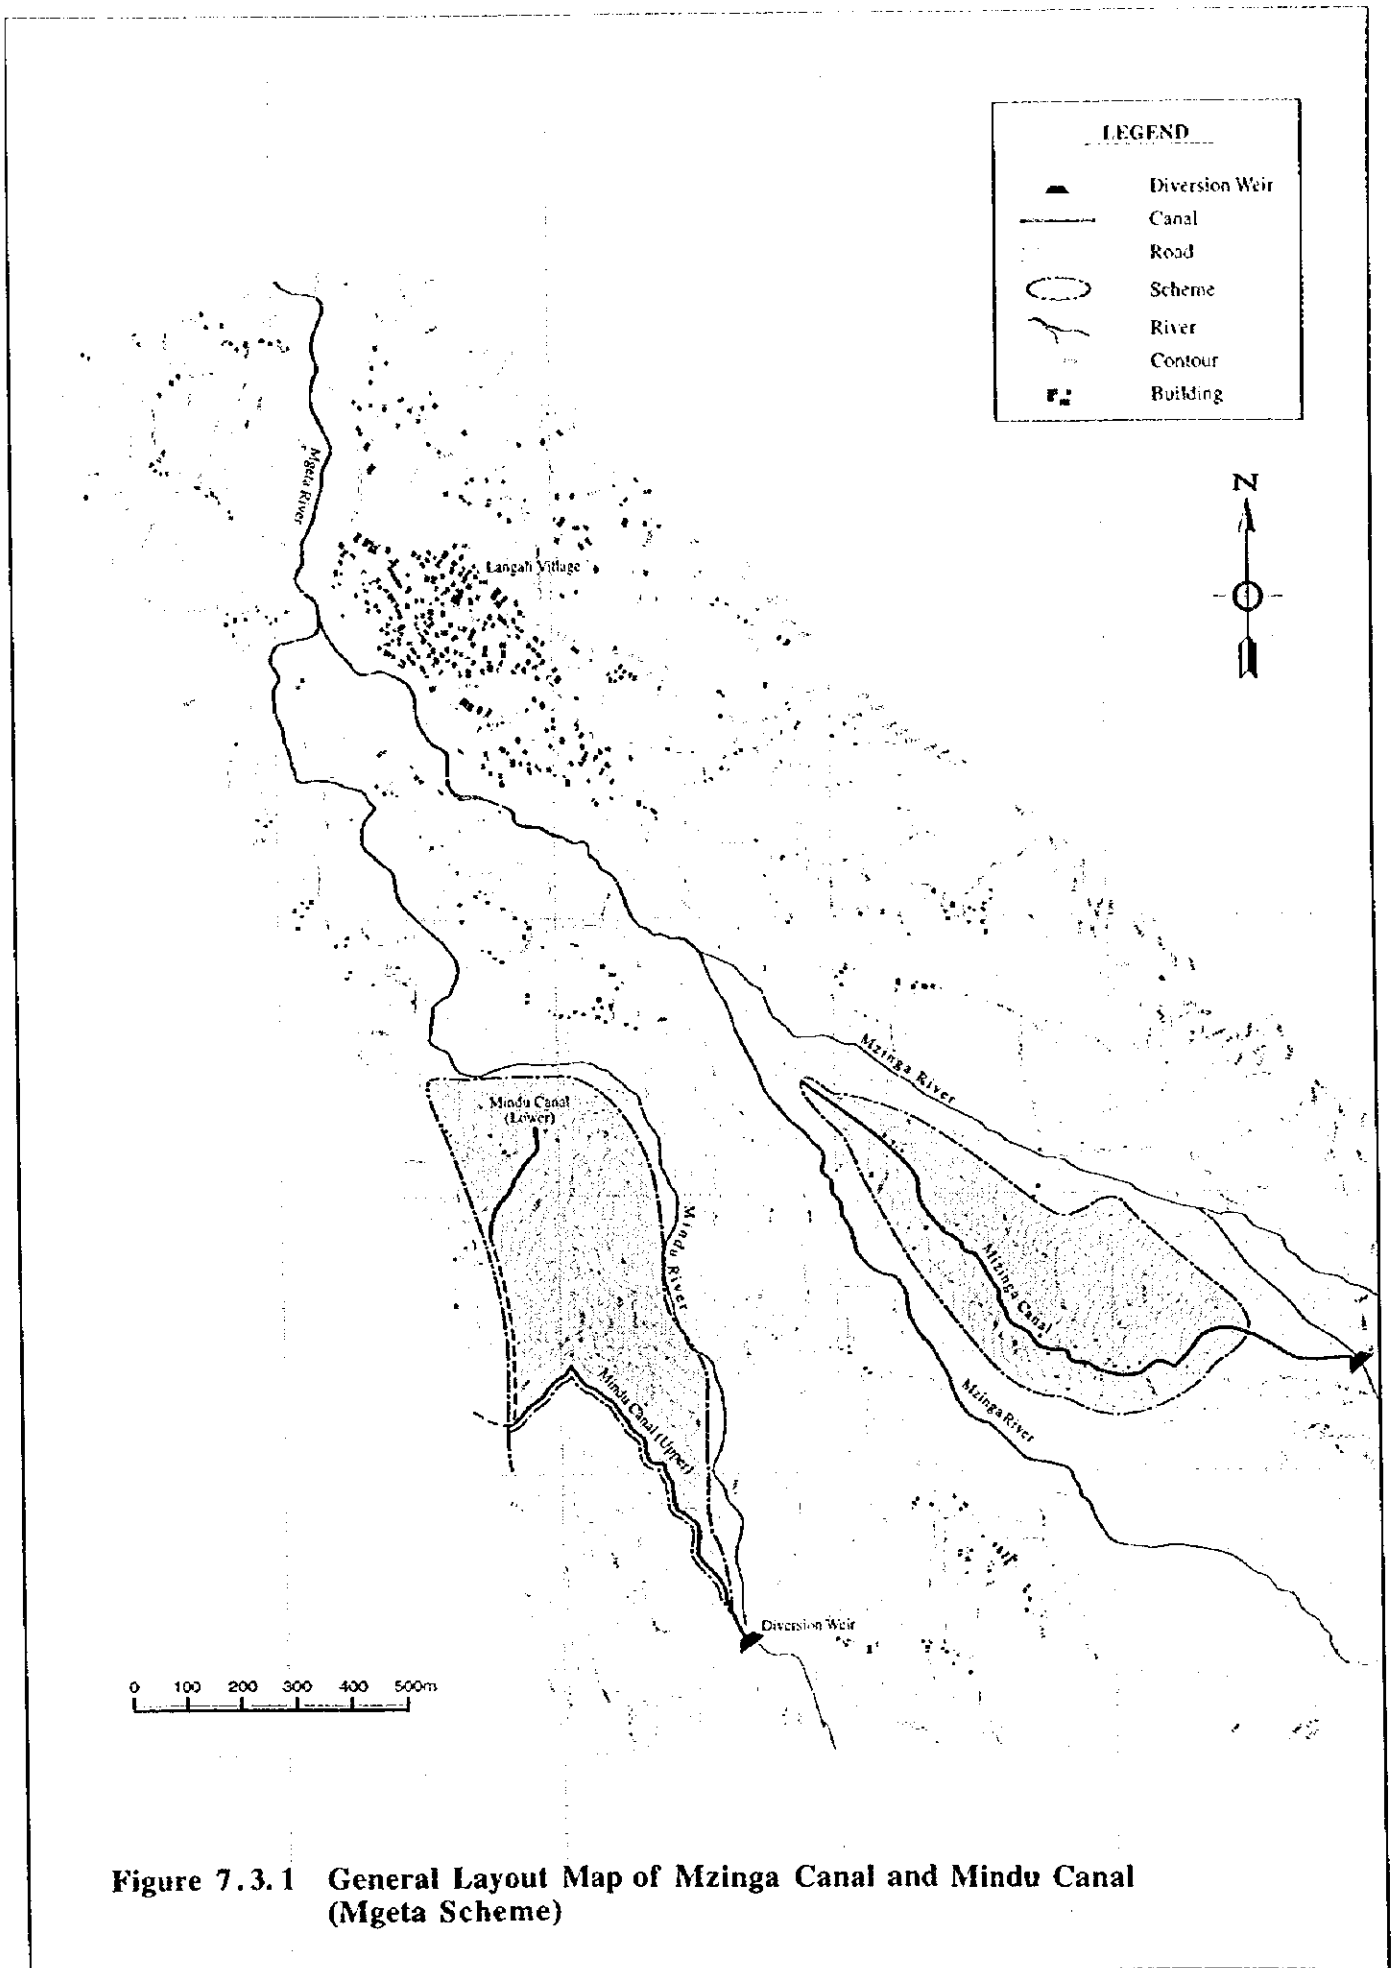 LEGEND
Diversion Weir
Canal
Road
Scheme
River
Contour
Building
N
Mgeta River
Langali Village
Mzinga River
Mindu Canal
(Lower)
Mindu River
Mizinga Canal
Mindu Canal (Upper)
Mzinga River
Diversion Weir
0 100 200 300 400 500m
Figure 7.3.1 General Layout Map of Mzinga Canal and Mindu Canal
(Mgeta Scheme)